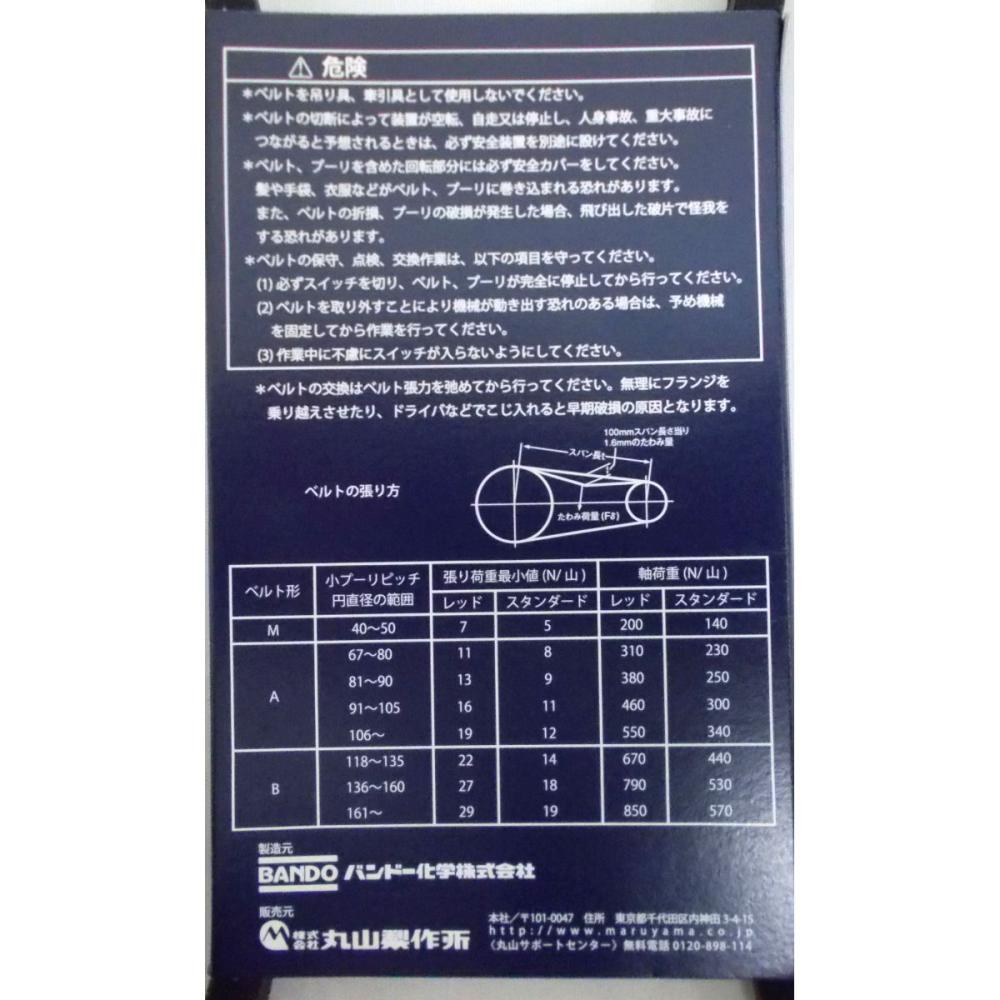 ⚠ 危険
＊ベルトを吊り具、牽引具として使用しないでください。
＊ベルトの切断によって装置が空転、自走又は停止し、人身事故、重大事故に
つながると予想されるときは、必ず安全装置を別途に設けてください。
＊ベルト、プーリを含めた回転部分には必ず安全カバーをしてください。
髪や手袋、衣服などがベルト、プーリに巻き込まれる恐れがあります。
また、ベルトの折損、プーリの破損が発生した場合、飛び出した破片で怪我を
する恐れがあります。
＊ベルトの保守、点検、交換作業は、以下の項目を守ってください。
(1) 必ずスイッチを切り、ベルト、プーリが完全に停止してから行ってください。
(2) ベルトを取り外すことにより機械が動き出す恐れのある場合は、予め機械
を固定してから作業を行ってください。
(3) 作業中に不慮にスイッチが入らないようにしてください。
＊ベルトの交換はベルト張力を弛めてから行ってください。無理にフランジを
乗り越えさせたり、ドライバなどでこじ入れると早期破損の原因となります。
100mmスパン長さ当り
1.6mmのたわみ量
スパン長t
ベルトの張り方
たわみ荷重(Fδ)
ベルト形 小プーリピッチ円直径の範囲 張り荷重最小値(N/山) 軸荷重(N/山)
レッド スタンダード レッド スタンダード
M 40〜50 7 5 200 140
A 67〜80 11 8 310 230
81〜90 13 9 380 250
91〜105 16 11 460 300
106〜 19 12 550 340
B 118〜135 22 14 670 440
136〜160 27 18 790 530
161〜 29 19 850 570
製造元
BANDO バンドー化学株式会社
販売元
株式会社 丸山製作所
本社／〒101-0047 住所 東京都千代田区内神田3-4-15
http://www.maruyama.co.jp
〈丸山サポートセンター〉無料電話 0120-898-114